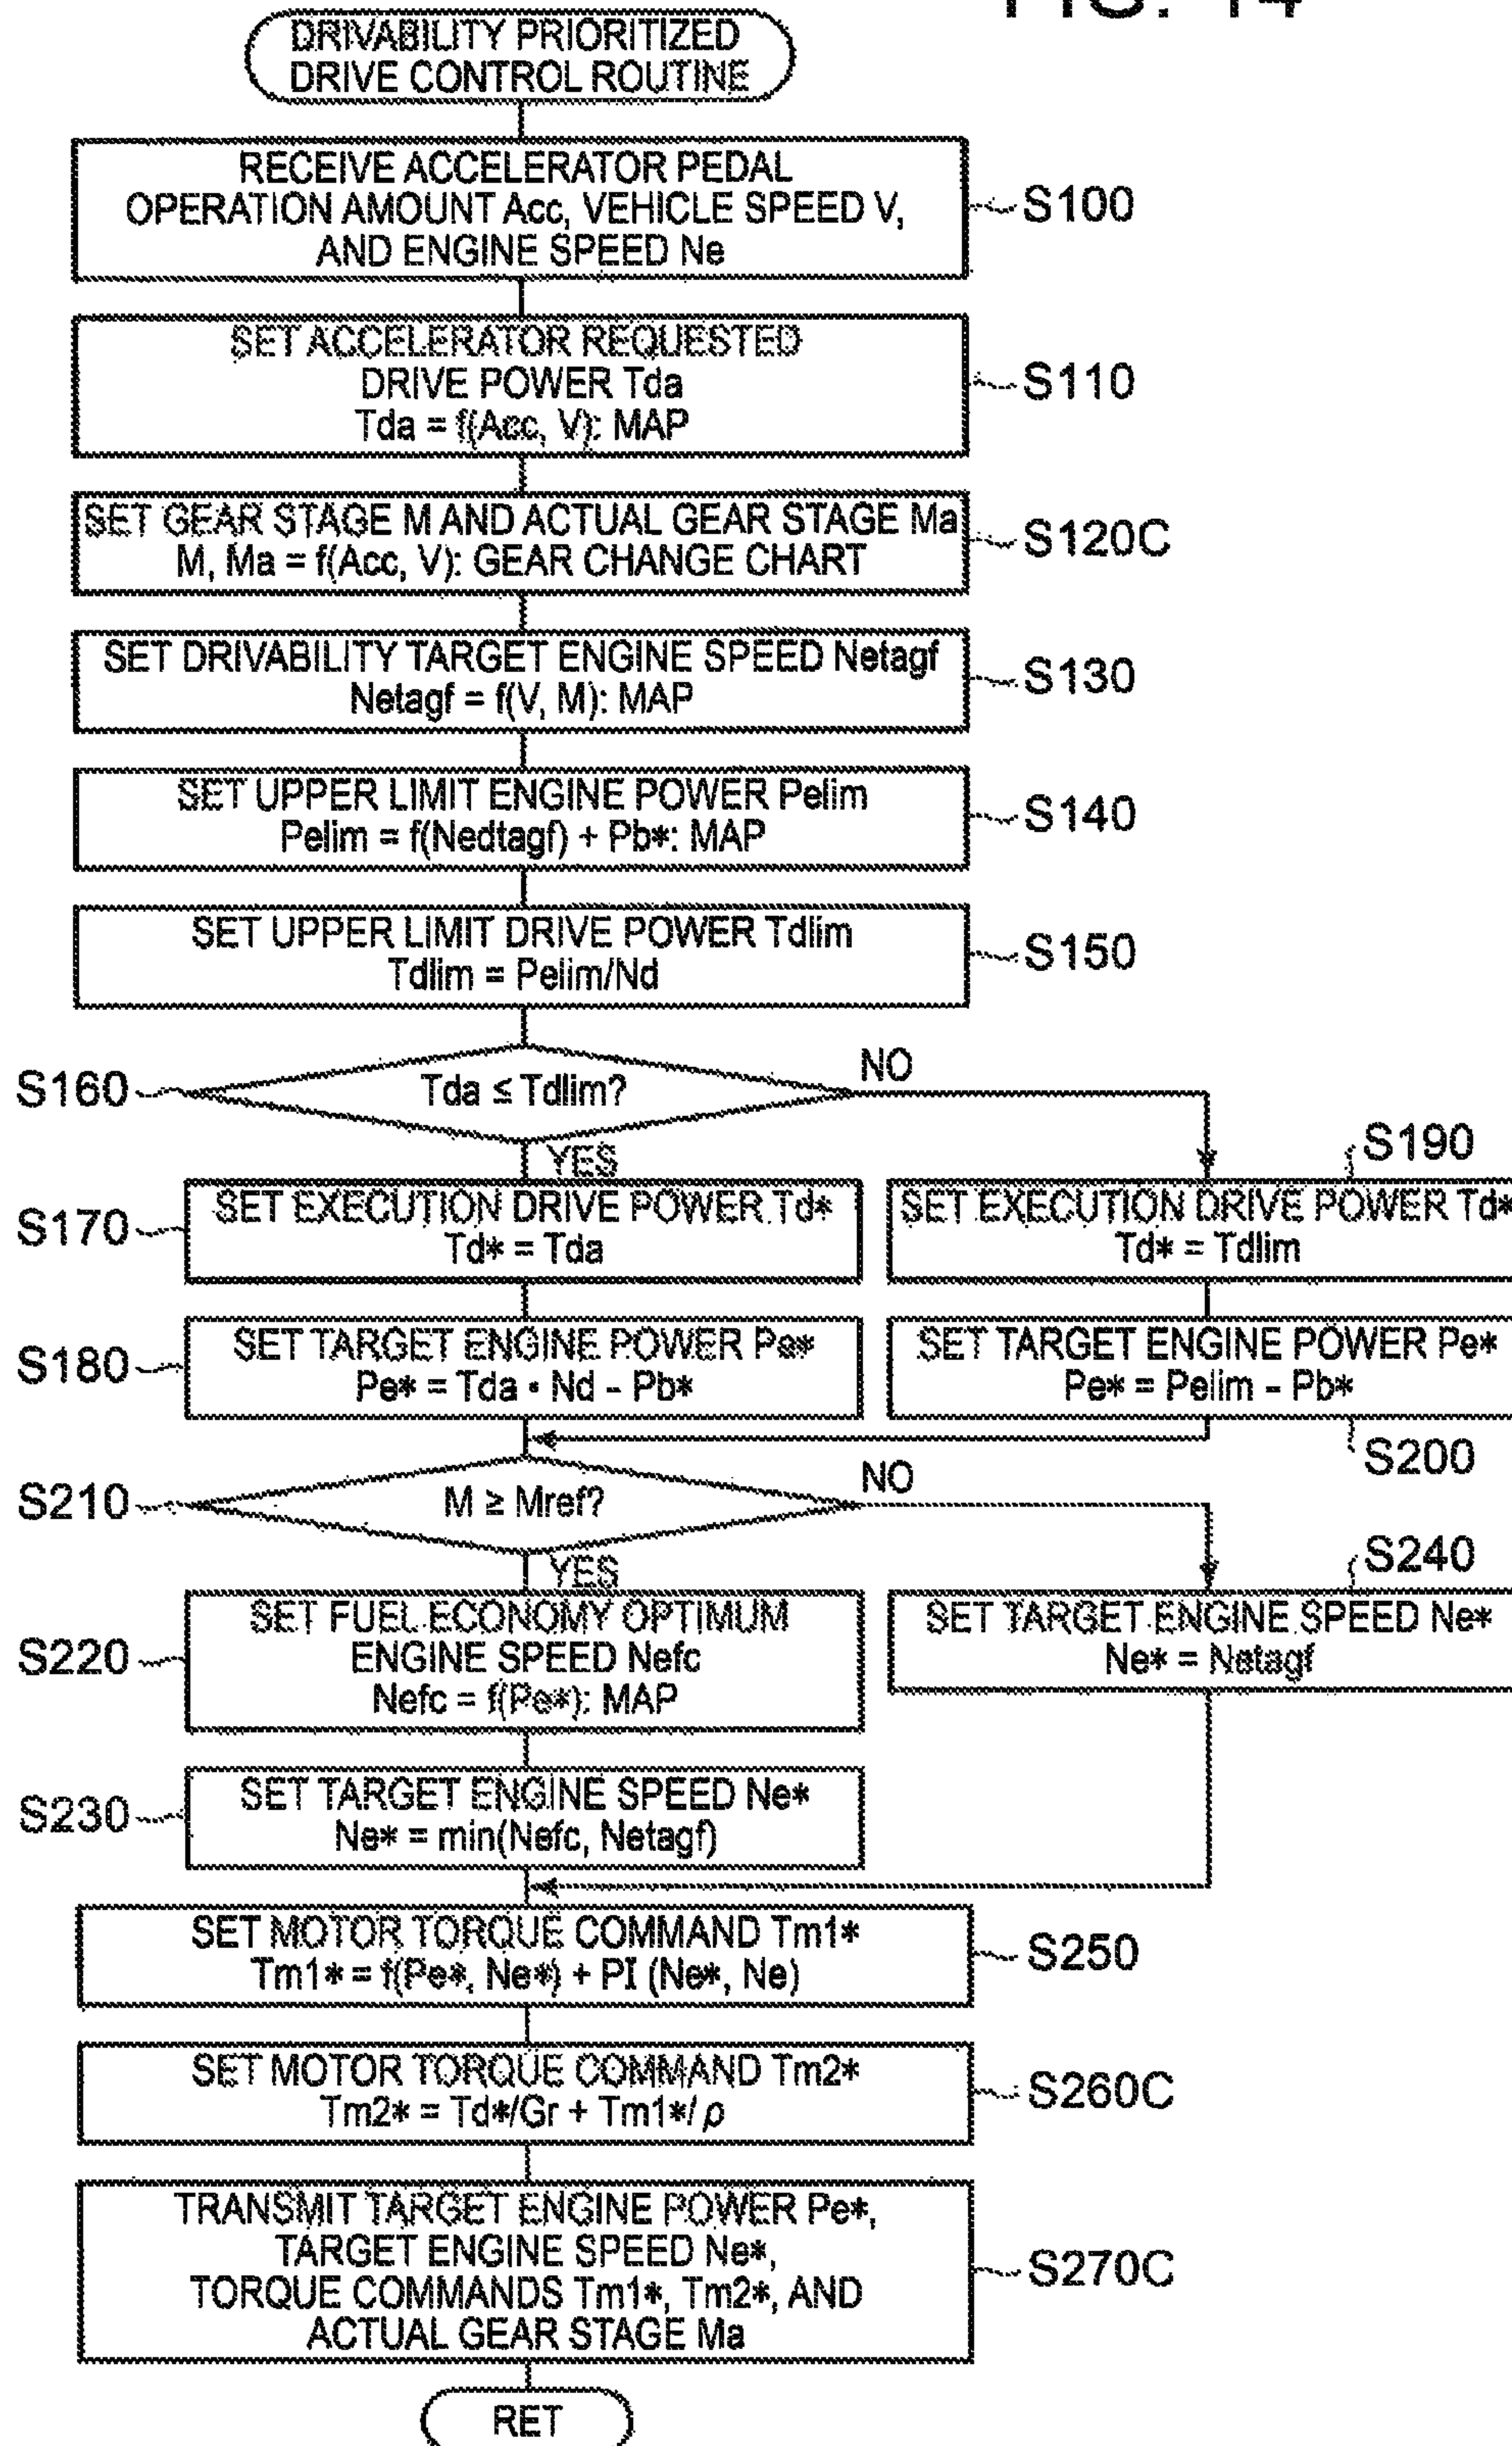 FIG. 14
DRIVABILITY PRIORITIZED
DRIVE CONTROL ROUTINE
RECEIVE ACCELERATOR PEDAL
OPERATION AMOUNT Acc, VEHICLE SPEED V,
AND ENGINE SPEED Ne
S100
SET ACCELERATOR REQUESTED
DRIVE POWER Tda
Tda = f(Acc, V): MAP
S110
SET GEAR STAGE M AND ACTUAL GEAR STAGE Ma
M, Ma = f(Acc, V): GEAR CHANGE CHART
S120C
SET DRIVABILITY TARGET ENGINE SPEED Netagf
Netagf = f(V, M): MAP
S130
SET UPPER LIMIT ENGINE POWER Pelim
Pelim = f(Nedtagf) + Pb*: MAP
S140
SET UPPER LIMIT DRIVE POWER Tdlim
Tdlim = Pelim/Nd
S150
S160
Tda ≤ Tdlim?
NO
YES
S190
S170
SET EXECUTION DRIVE POWER Td*
Td* = Tda
SET EXECUTION DRIVE POWER Td*
Td* = Tdlim
S180
SET TARGET ENGINE POWER Pe*
Pe* = Tda • Nd - Pb*
SET TARGET ENGINE POWER Pe*
Pe* = Pelim - Pb*
S200
S210
M ≥ Mref?
NO
YES
S240
S220
SET FUEL ECONOMY OPTIMUM
ENGINE SPEED Nefc
Nefc = f(Pe*): MAP
SET TARGET ENGINE SPEED Ne*
Ne* = Netagf
S230
SET TARGET ENGINE SPEED Ne*
Ne* = min(Nefc, Netagf)
SET MOTOR TORQUE COMMAND Tm1*
Tm1* = f(Pe*, Ne*) + PI (Ne*, Ne)
S250
SET MOTOR TORQUE COMMAND Tm2*
Tm2* = Td*/Gr + Tm1*/ρ
S260C
TRANSMIT TARGET ENGINE POWER Pe*,
TARGET ENGINE SPEED Ne*,
TORQUE COMMANDS Tm1*, Tm2*, AND
ACTUAL GEAR STAGE Ma
S270C
RET